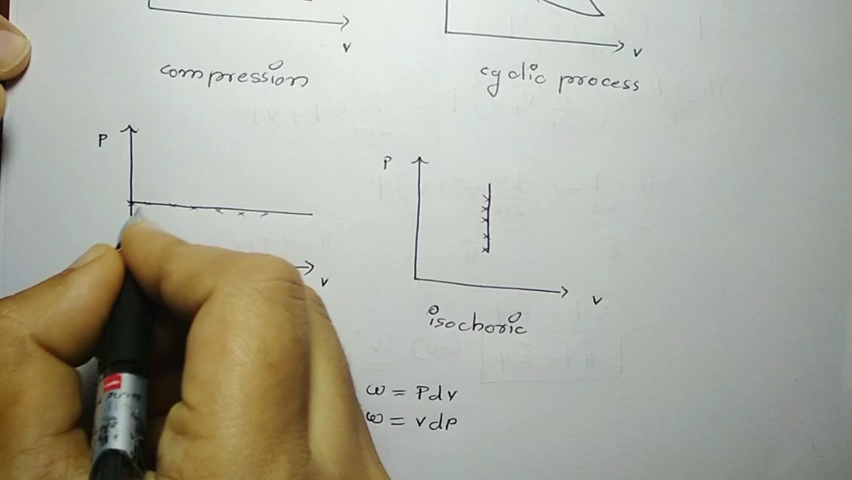 v
v
compression
cyclic process
P
P
v
v
isochoric
w = Pdv
w = vdp